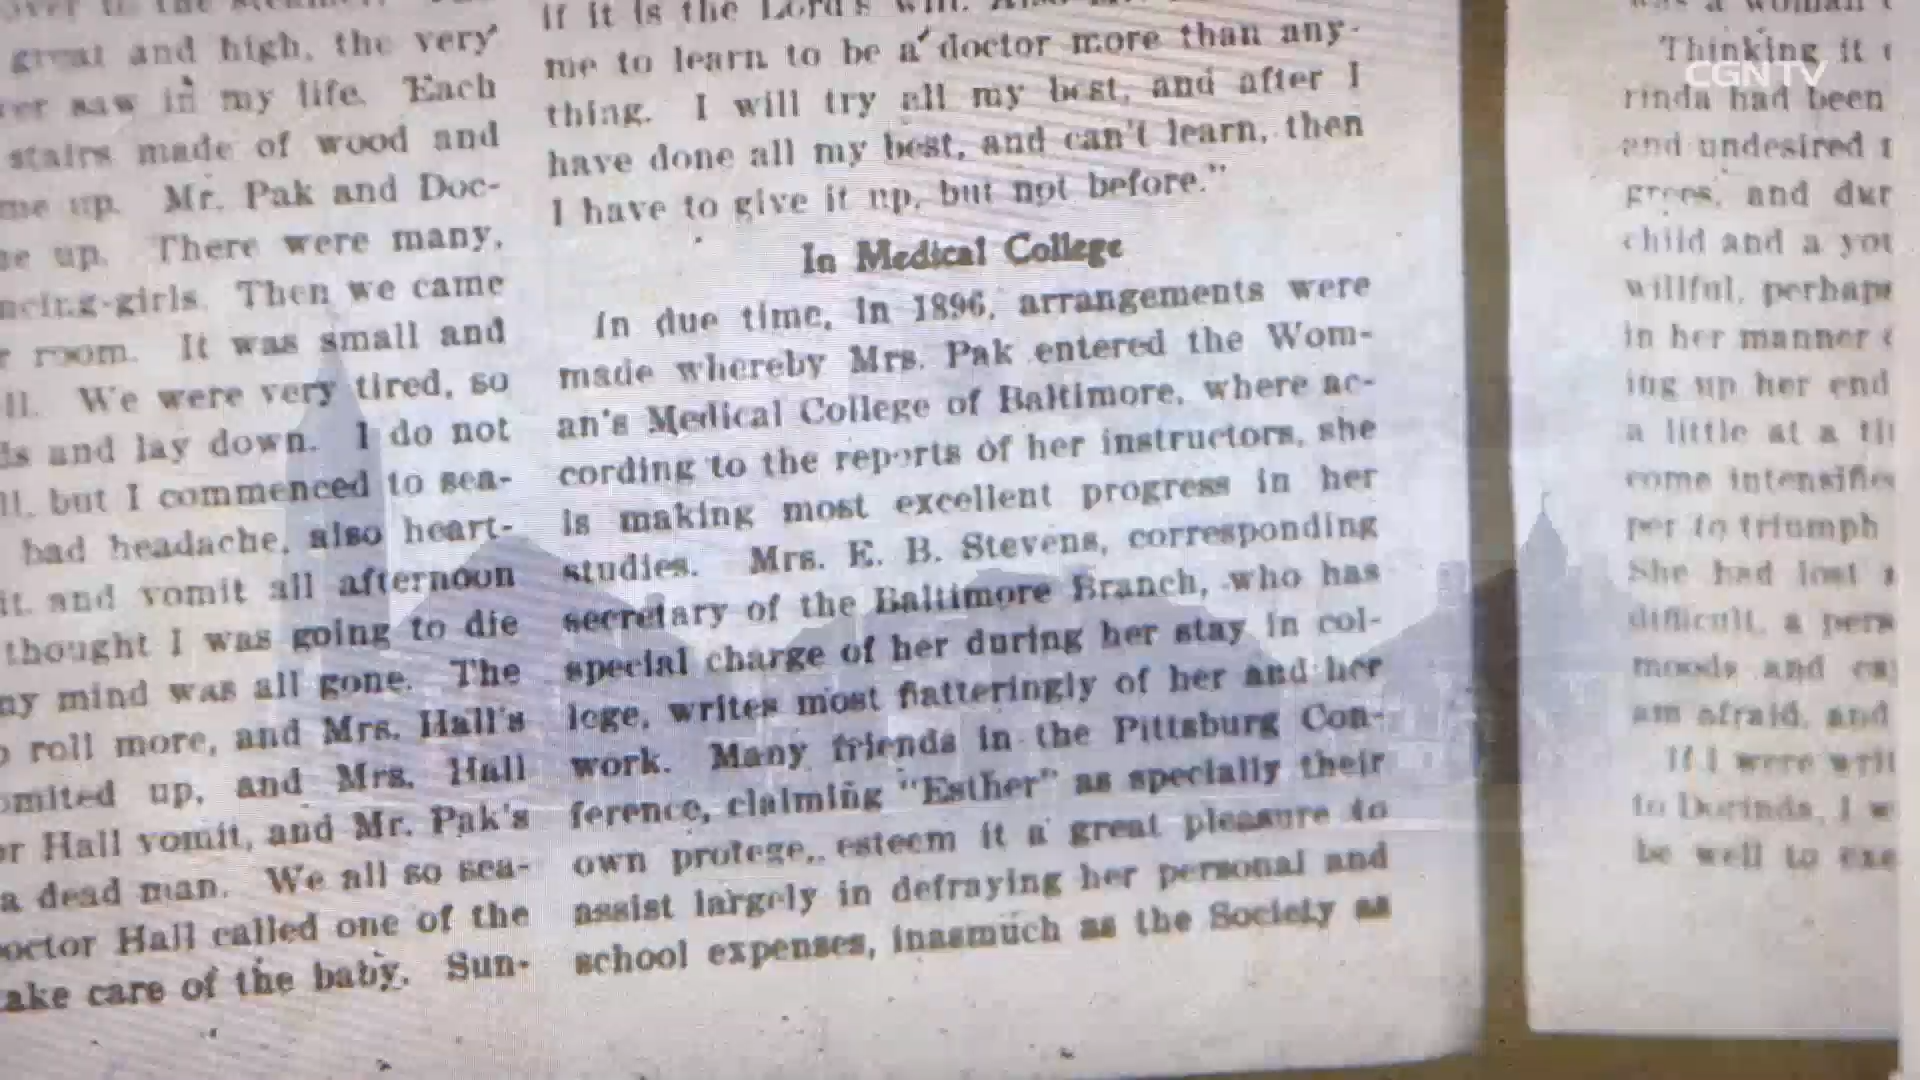 great and high, the very
saw in my life. Each
stairs made of wood and
me up. Mr. Pak and Doc-
up. There were many,
Then we came
room. It was small and
We were very tired, so
and lay down. I do not
but I commenced to sea-
bad headache, also heart-
and vomit all afternoon
thought I was going to die
my mind was all gone. The
roll more, and Mrs. Hall's
up, and Mrs. Hall
Hall vomit, and Mr. Pak's
a dead man. We all so sea-
Hall called one of the
care of the baby. Sun-
if it is the Lord's will.
me to learn to be a doctor more than any-
thing. I will try all my best, and after I
have done all my best, and can't learn, then
I have to give it up, but not before."
In Medical College
In due time, in 1896, arrangements were
made whereby Mrs. Pak entered the Wom-
an's Medical College of Baltimore, where ac-
cording to the reports of her instructors, she
is making most excellent progress in her
studies. Mrs. E. B. Stevens, corresponding
secretary of the Baltimore Branch, who has
special charge of her during her stay in col-
lege, writes most flatteringly of her and her
work. Many friends in the Pittsburg Con-
ference, claiming "Esther" as specially their
own protege, esteem it a great pleasure to
assist largely in defraying her personal and
school expenses, inasmuch as the Society as
Thinking it
CGNTV
rinda had been
and undesired
grees, and dur
child and a you
willful, perhaps
in her manner
ing up her end
a little at a
come
per to triumph
She had lost
difficult, a pers
moods and
am afraid, and
If I were writ
to Dorinda, I
be well to